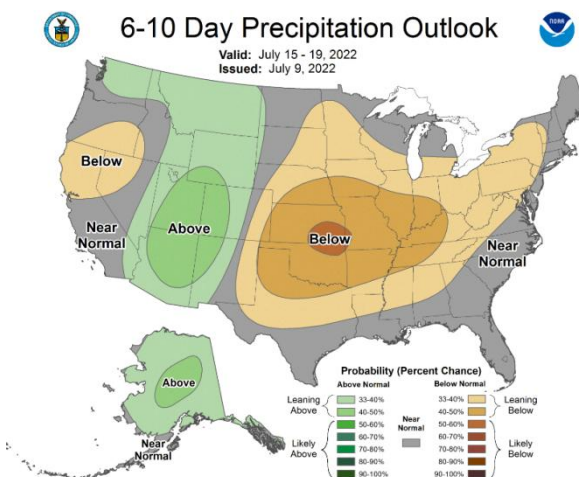 6-10 Day Precipitation Outlook
Valid: July 15 - 19, 2022
Issued: July 9, 2022
NOAA
Below
Near
Normal
Above
Below
Near
Normal
Above
Near
Normal
Probability (Percent Chance)
Above Normal
Below Normal
Leaning
Above
33-40%
40-50%
Likely
Above
50-60%
60-70%
70-80%
80-90%
90-100%
Near
Normal
33-40%
40-50%
Leaning
Below
50-60%
60-70%
70-80%
80-90%
90-100%
Likely
Below